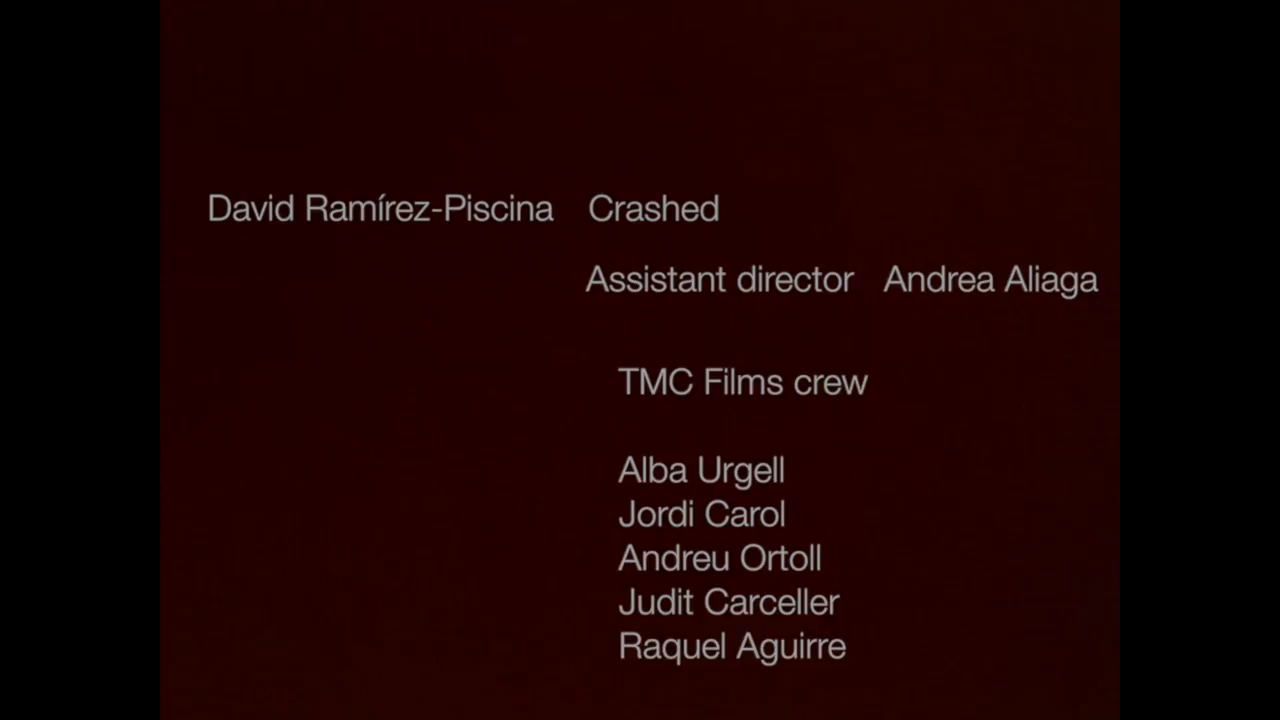 David Ramírez-Piscina Crashed
Assistant director Andrea Aliaga
TMC Films crew
Alba Urgell
Jordi Carol
Andreu Ortoll
Judit Carceller
Raquel Aguirre